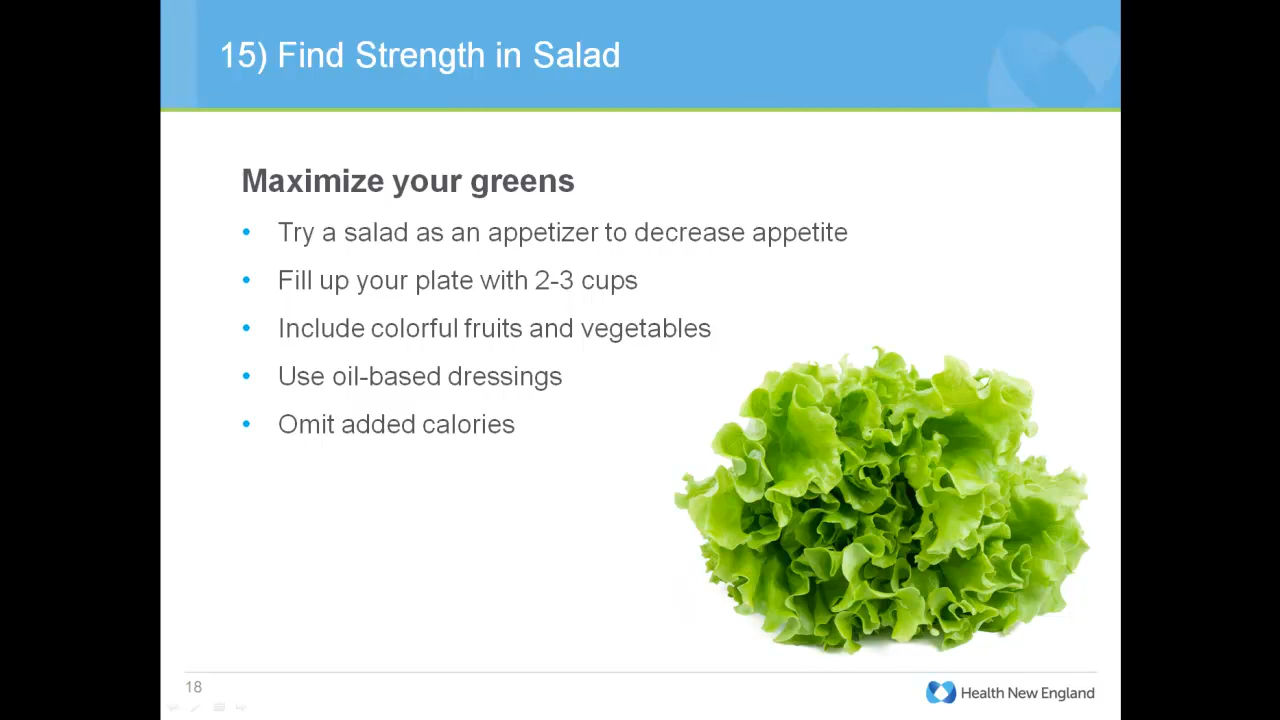 15) Find Strength in Salad
Maximize your greens
• Try a salad as an appetizer to decrease appetite
• Fill up your plate with 2-3 cups
• Include colorful fruits and vegetables
• Use oil-based dressings
• Omit added calories
18
Health New England